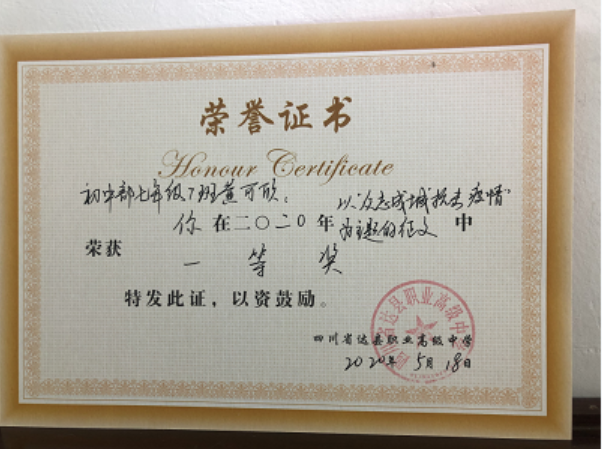 荣誉证书
Honour Certificate
初中部七年级7班黄可欣:
你在二〇二〇年以"众志成城抗击疫情"为主题的征文中
荣获
一等奖
特发此证,以资鼓励。
四川省达县职业高级中学
2020年5月18日